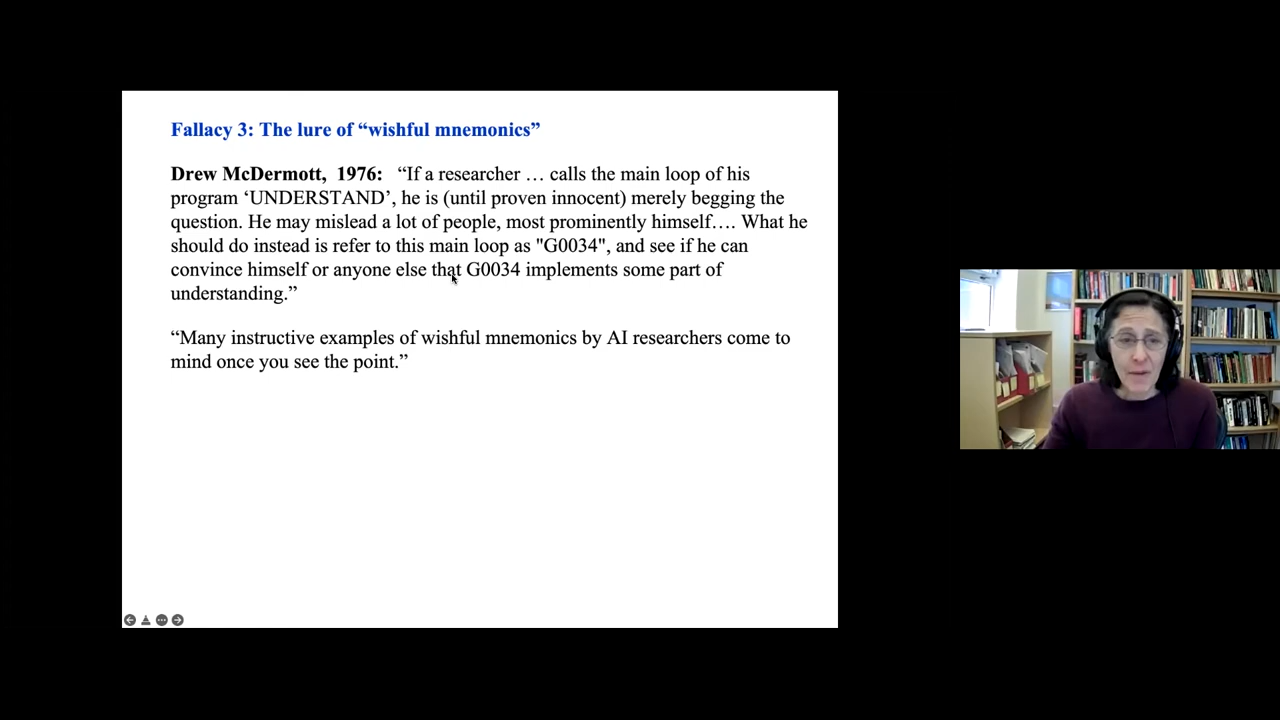 Fallacy 3: The lure of “wishful mnemonics”
Drew McDermott, 1976: “If a researcher … calls the main loop of his
program ‘UNDERSTAND’, he is (until proven innocent) merely begging the
question. He may mislead a lot of people, most prominently himself…. What he
should do instead is refer to this main loop as "G0034", and see if he can
convince himself or anyone else that G0034 implements some part of
understanding.”
“Many instructive examples of wishful mnemonics by AI researchers come to
mind once you see the point.”